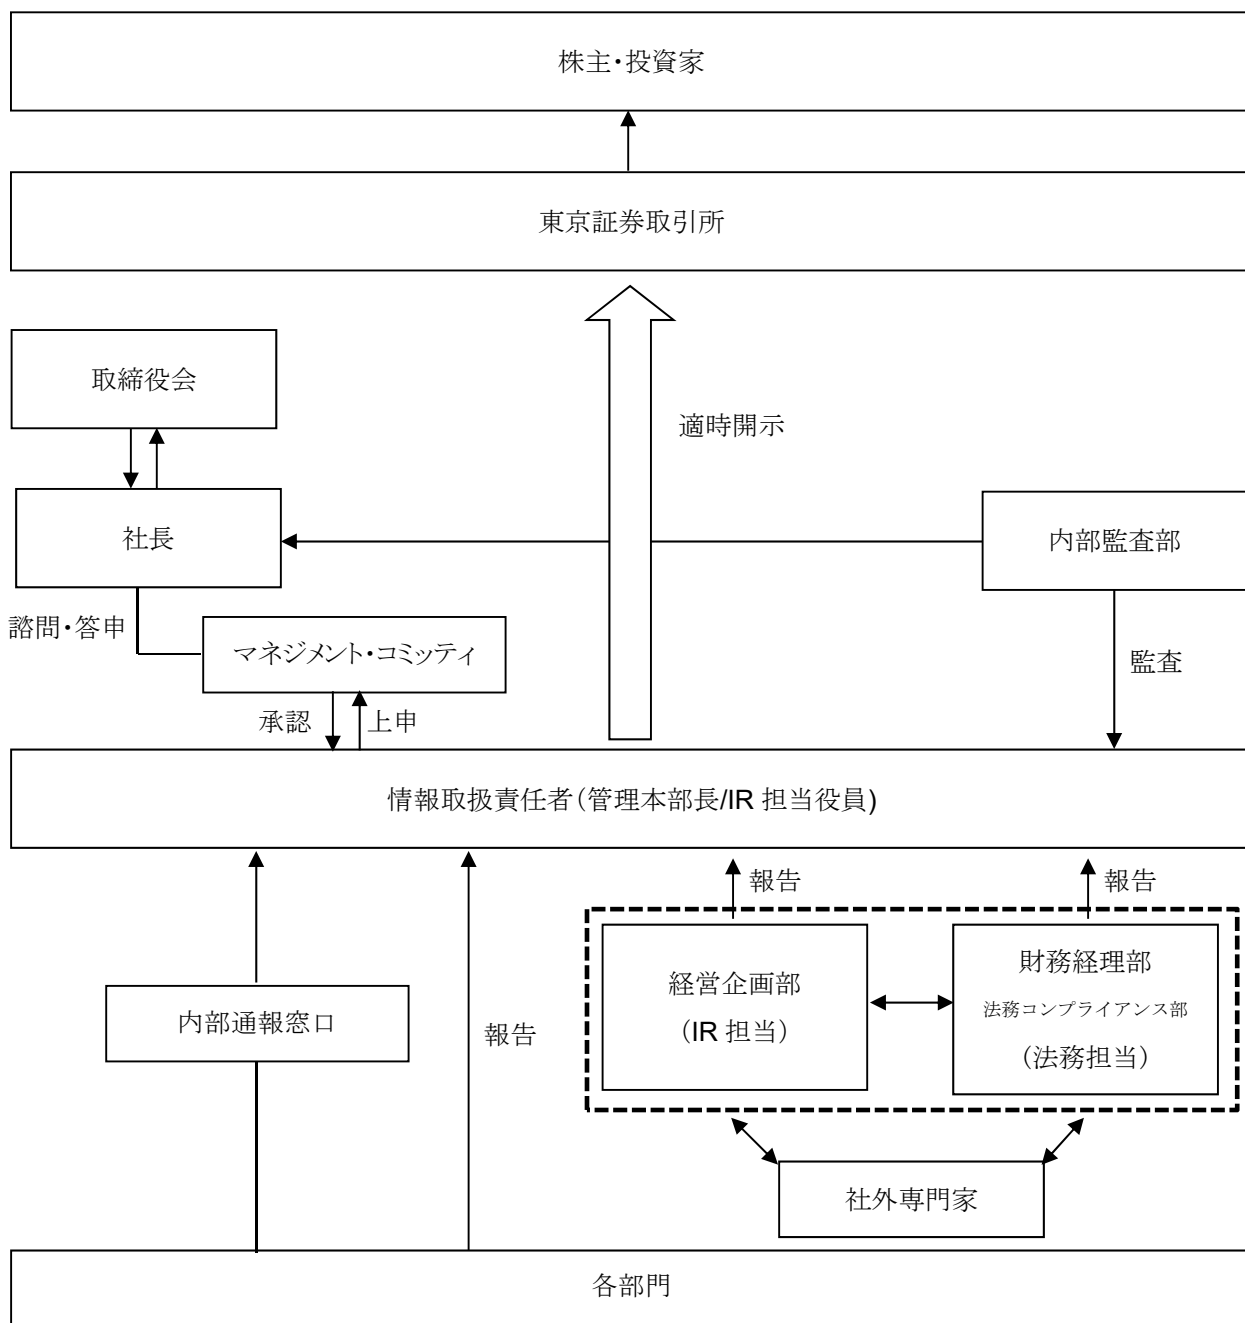 株主・投資家
東京証券取引所
取締役会
適時開示
社長
内部監査部
諮問・答申
マネジメント・コミッティ
監査
承認
上申
情報取扱責任者(管理本部長/IR 担当役員)
報告
報告
経営企画部
(IR 担当)
財務経理部
法務コンプライアンス部
(法務担当)
内部通報窓口
報告
社外専門家
各部門